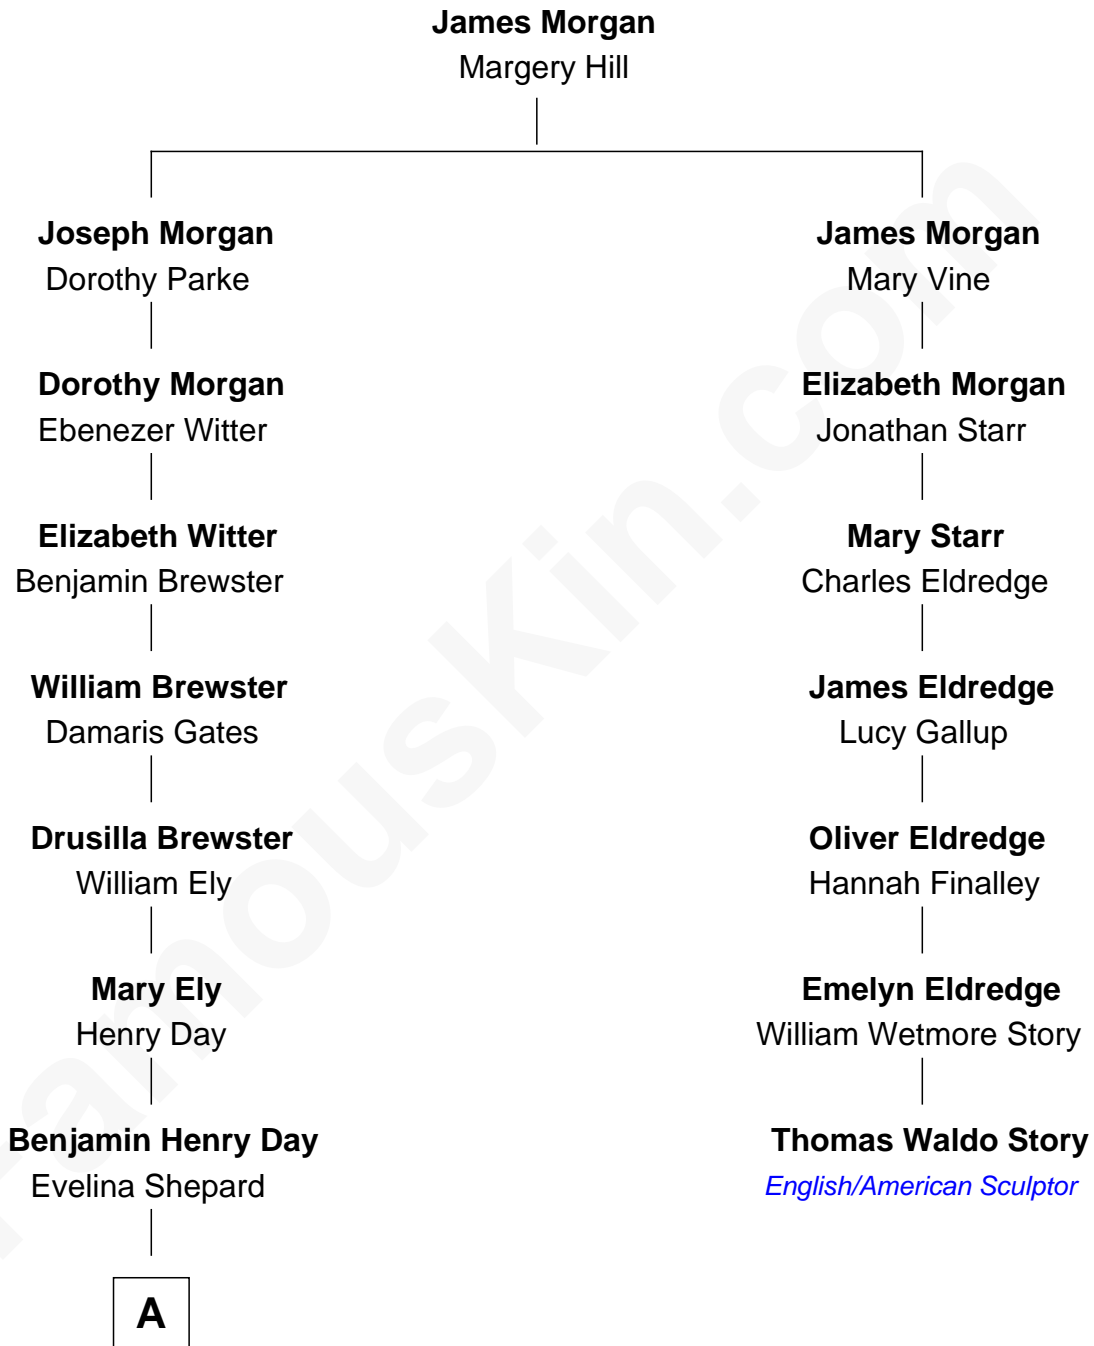 James Morgan
Margery Hill
Joseph Morgan
Dorothy Parke
James Morgan
Mary Vine
Dorothy Morgan
Ebenezer Witter
Elizabeth Morgan
Jonathan Starr
Elizabeth Witter
Benjamin Brewster
Mary Starr
Charles Eldredge
William Brewster
Damaris Gates
James Eldredge
Lucy Gallup
Drusilla Brewster
William Ely
Oliver Eldredge
Hannah Finalley
Mary Ely
Henry Day
Emelyn Eldredge
William Wetmore Story
Benjamin Henry Day
Evelina Shepard
Thomas Waldo Story
English/American Sculptor
A
FamousKin.com